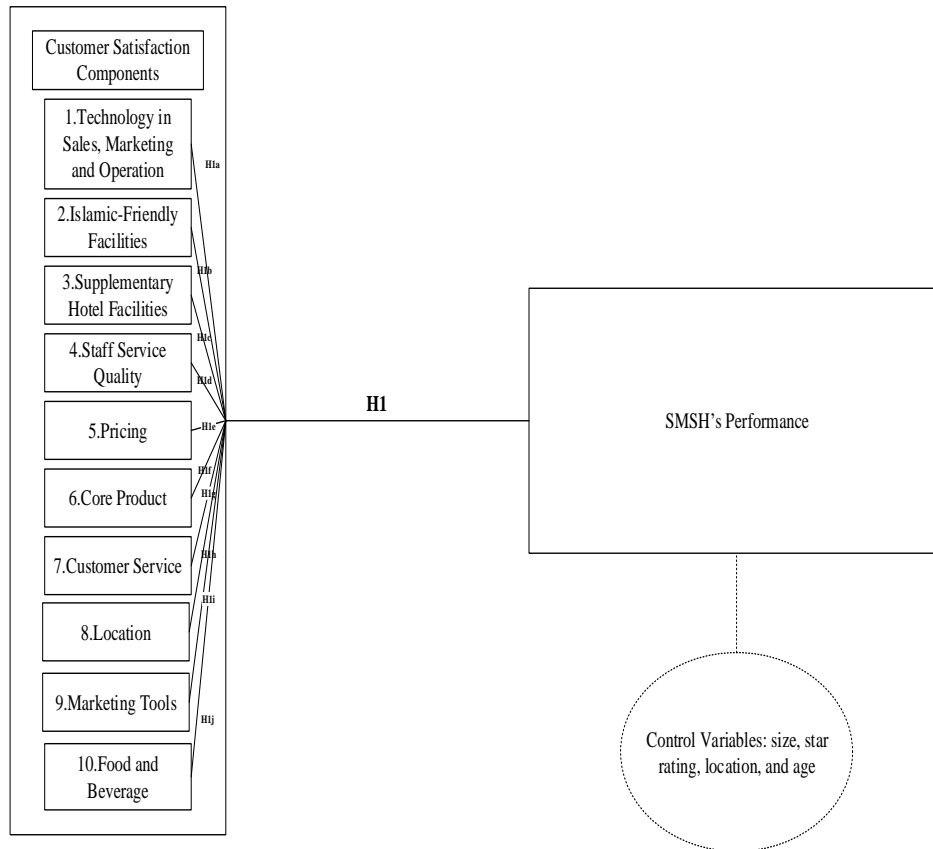 Customer Satisfaction
Components
1.Technology in
Sales, Marketing
and Operation
H1a
2.Islamic-Friendly
Facilities
H1b
3.Supplementary
Hotel Facilities
H1c
4.Staff Service
Quality
H1d
5.Pricing
H1e
H1f
6.Core Product
H1g
7.Customer Service
H1h
8.Location
H1i
9.Marketing Tools
H1j
10.Food and
Beverage
H1
SMSH's Performance
Control Variables: size, star
rating, location, and age